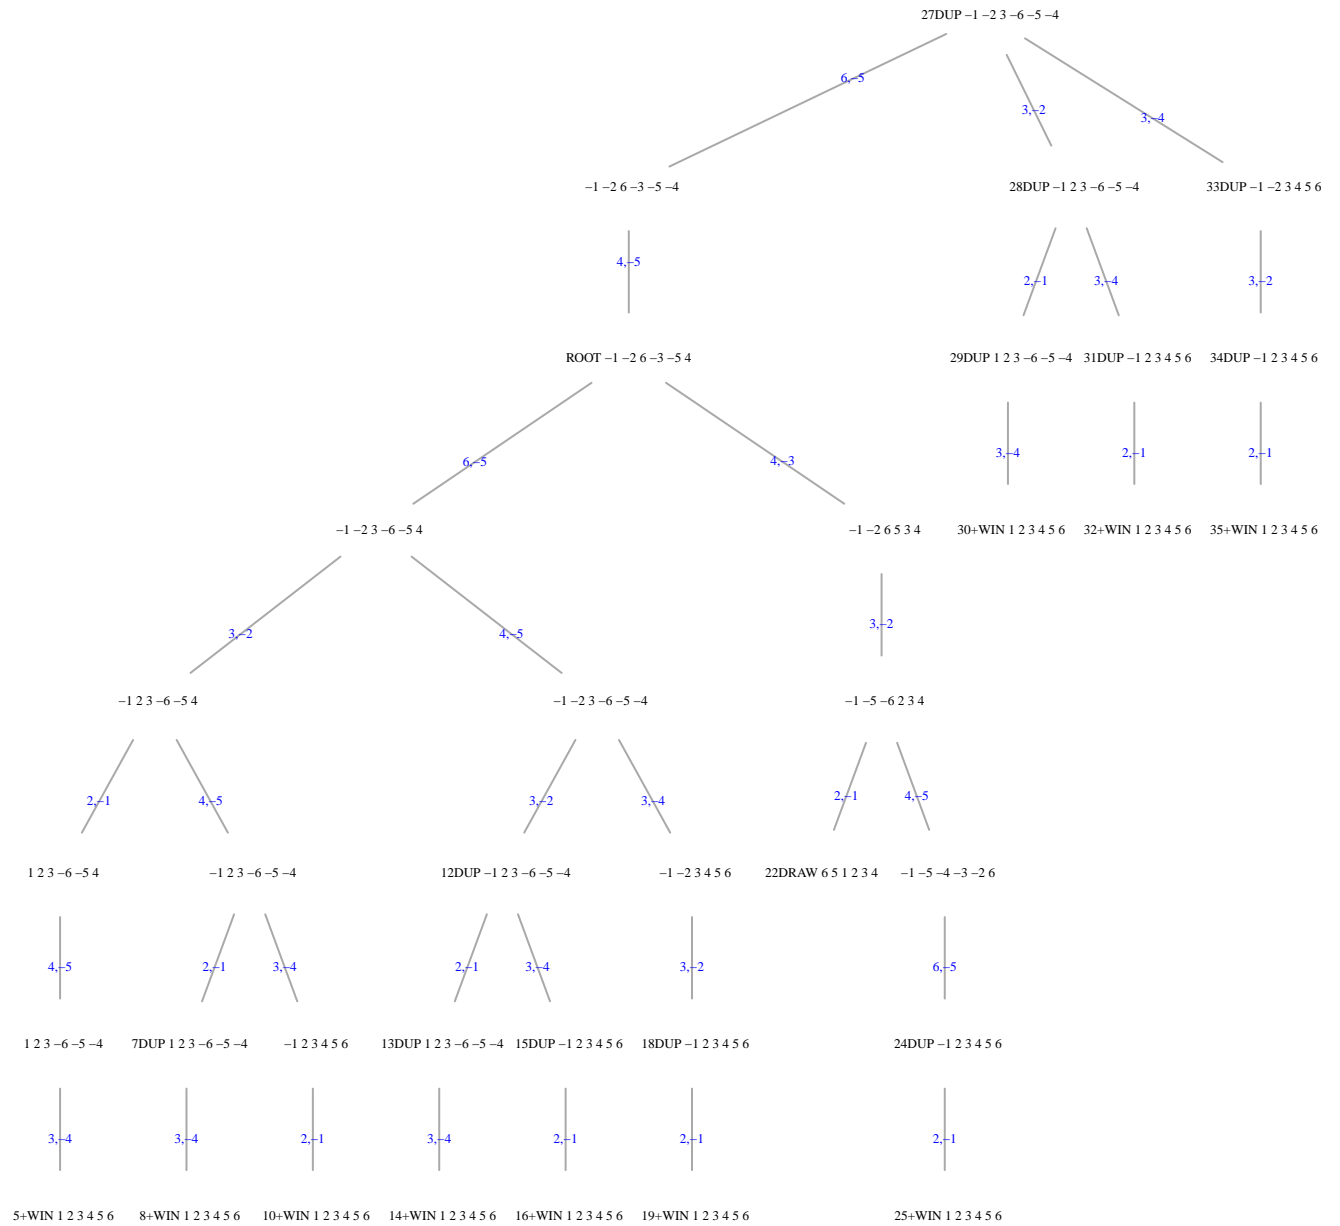 27DUP −1 −2 3 −6 −5 −4
6,−5
3,−2
3,−4
−1 −2 6 −3 −5 −4
28DUP −1 2 3 −6 −5 −4
33DUP −1 −2 3 4 5 6
4,−5
2,−1
3,−4
3,−2
ROOT −1 −2 6 −3 −5 4
29DUP 1 2 3 −6 −5 −4
31DUP −1 2 3 4 5 6
34DUP −1 2 3 4 5 6
6,−5
4,−3
3,−4
2,−1
2,−1
−1 −2 3 −6 −5 4
−1 −2 6 5 3 4
30+WIN 1 2 3 4 5 6
32+WIN 1 2 3 4 5 6
35+WIN 1 2 3 4 5 6
3,−2
4,−5
3,−2
−1 2 3 −6 −5 4
−1 −2 3 −6 −5 −4
−1 −5 −6 2 3 4
2,−1
4,−5
3,−2
3,−4
2,−1
4,−5
1 2 3 −6 −5 4
−1 2 3 −6 −5 −4
12DUP −1 2 3 −6 −5 −4
−1 −2 3 4 5 6
22DRAW 6 5 1 2 3 4
−1 −5 −4 −3 −2 6
4,−5
2,−1
3,−4
2,−1
3,−4
3,−2
6,−5
1 2 3 −6 −5 −4
7DUP 1 2 3 −6 −5 −4
−1 2 3 4 5 6
13DUP 1 2 3 −6 −5 −4
15DUP −1 2 3 4 5 6
18DUP −1 2 3 4 5 6
24DUP −1 2 3 4 5 6
3,−4
3,−4
2,−1
3,−4
2,−1
2,−1
2,−1
5+WIN 1 2 3 4 5 6
8+WIN 1 2 3 4 5 6
10+WIN 1 2 3 4 5 6
14+WIN 1 2 3 4 5 6
16+WIN 1 2 3 4 5 6
19+WIN 1 2 3 4 5 6
25+WIN 1 2 3 4 5 6